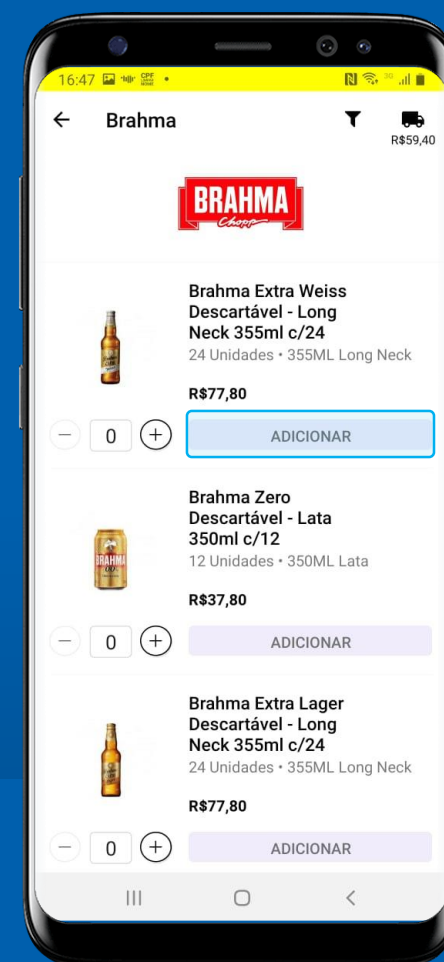 16:47 CPF
Brahma
R$59,40
BRAHMA
Chopp
Brahma Extra Weiss
Descartável - Long
Neck 355ml c/24
24 Unidades • 355ML Long Neck
R$77,80
0
ADICIONAR
Brahma Zero
Descartável - Lata
350ml c/12
12 Unidades • 350ML Lata
BRAHMA
R$37,80
0
ADICIONAR
Brahma Extra Lager
Descartável - Long
Neck 355ml c/24
24 Unidades • 355ML Long Neck
R$77,80
0
ADICIONAR